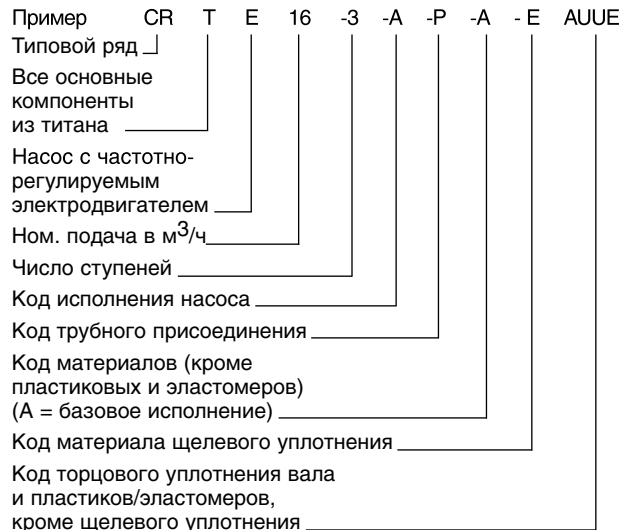 Пример CR T E 16 -3 -A -P -A - E AUUE
Типовой ряд
Все основные
компоненты
из титана
Насос с частотно-
регулируемым
электродвигателем
Ном. подача в м³/ч
Число ступеней
Код исполнения насоса
Код трубного присоединения
Код материалов (кроме
пластиковых и эластомеров)
(А = базовое исполнение)
Код материала щелевого уплотнения
Код торцового уплотнения вала
и пластиков/эластомеров,
кроме щелевого уплотнения